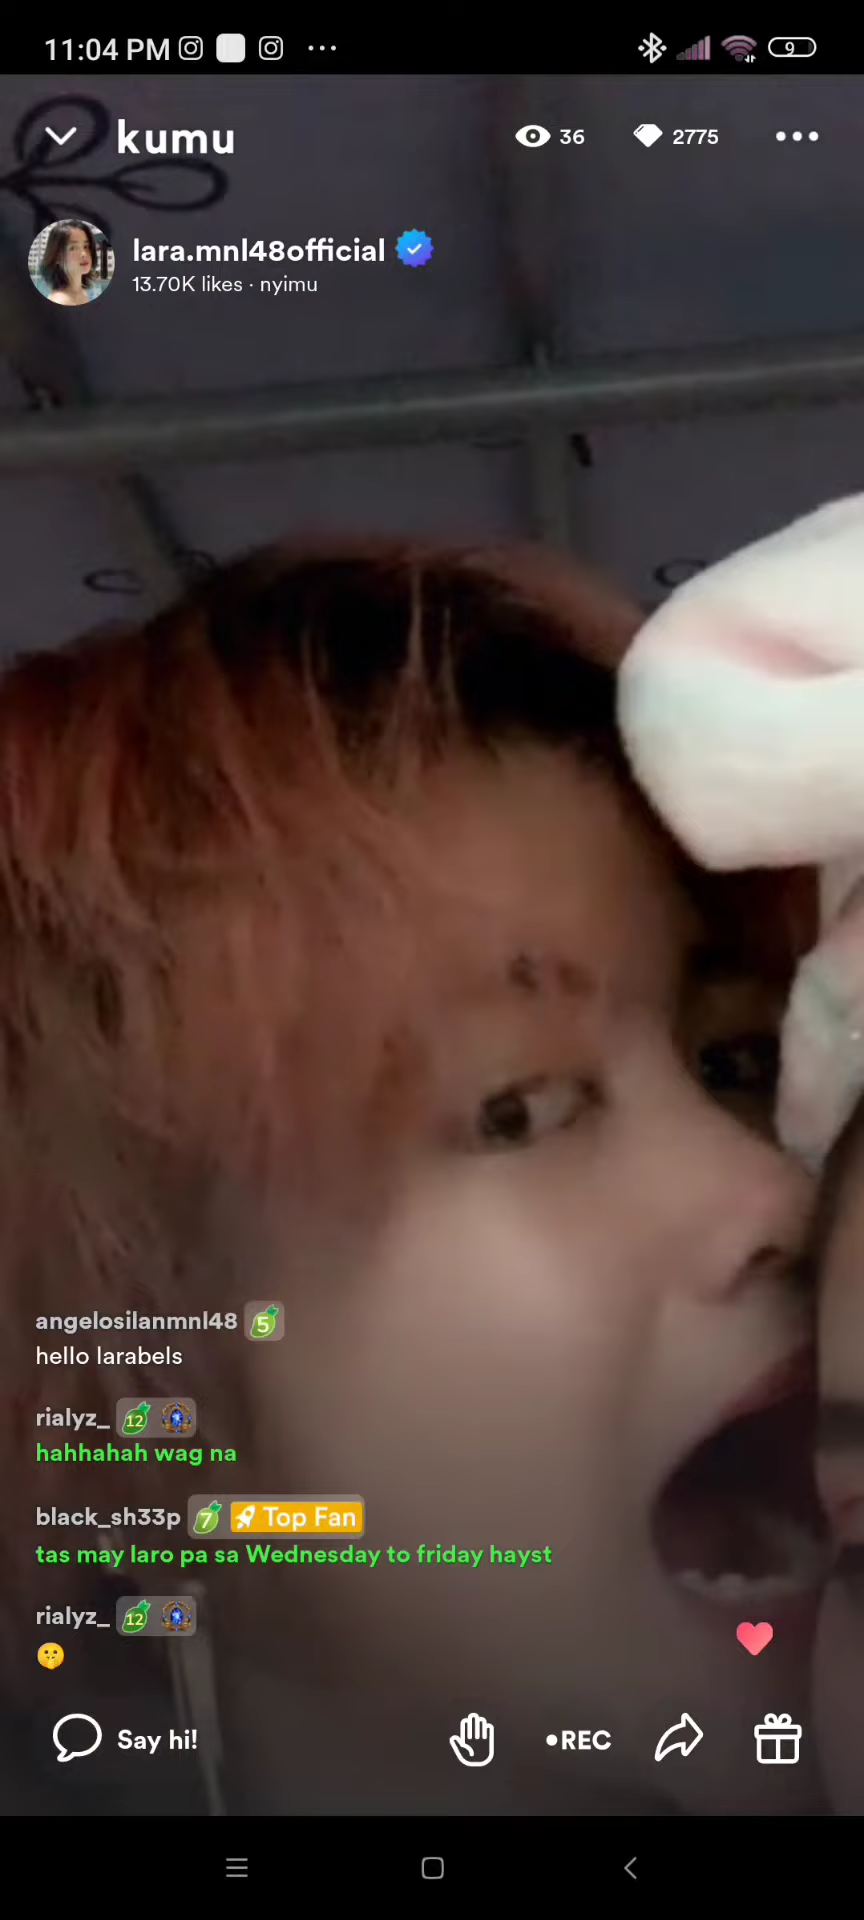 11:04 PM
9
kumu
36
2775
lara.mnl48official
13.70K likes · nyimu
angelosilanmnl48 5
hello larabels
rialyz_ 12
hahhahah wag na
black_sh33p 7 Top Fan
tas may laro pa sa Wednesday to friday hayst
rialyz_ 12
🤫
Say hi!
•REC